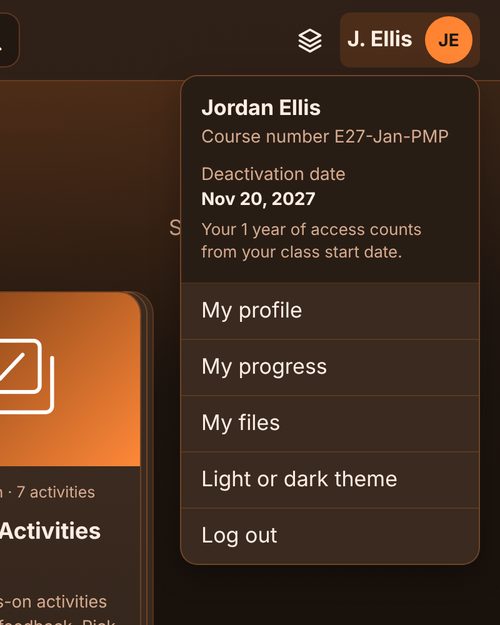 J. Ellis
JE
Jordan Ellis
Course number E27-Jan-PMP
Deactivation date
Nov 20, 2027
Your 1 year of access counts
from your class start date.
My profile
My progress
My files
Light or dark theme
Log out
· 7 activities
Activities
-on activities